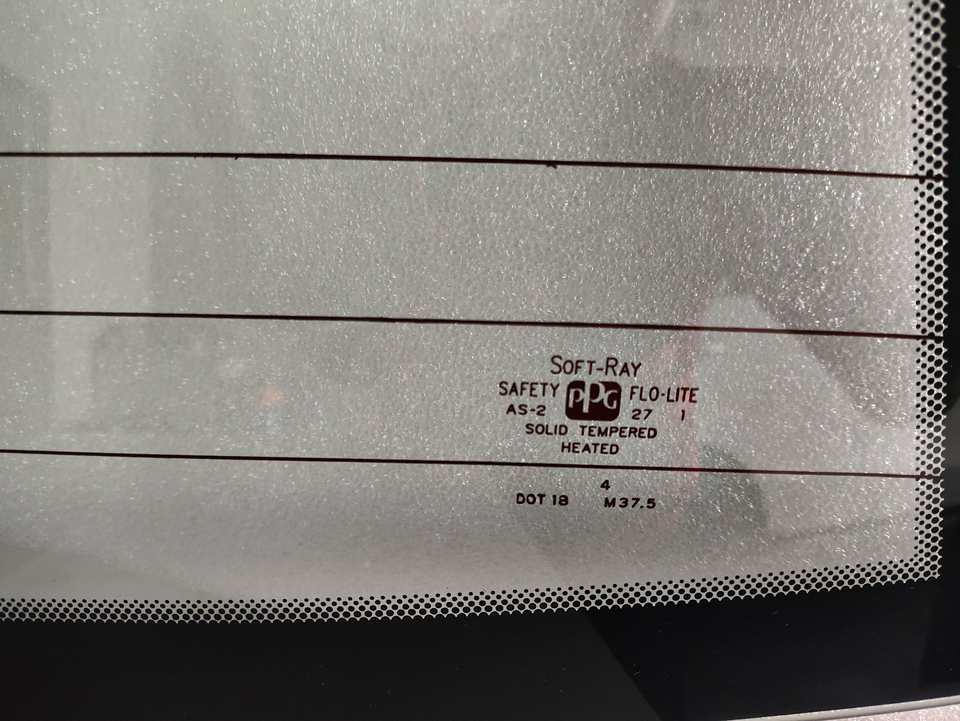 SOFT-RAY
SAFETY PPG FLO-LITE
AS-2 27 1
SOLID TEMPERED
HEATED
4
DOT 18 M37.5